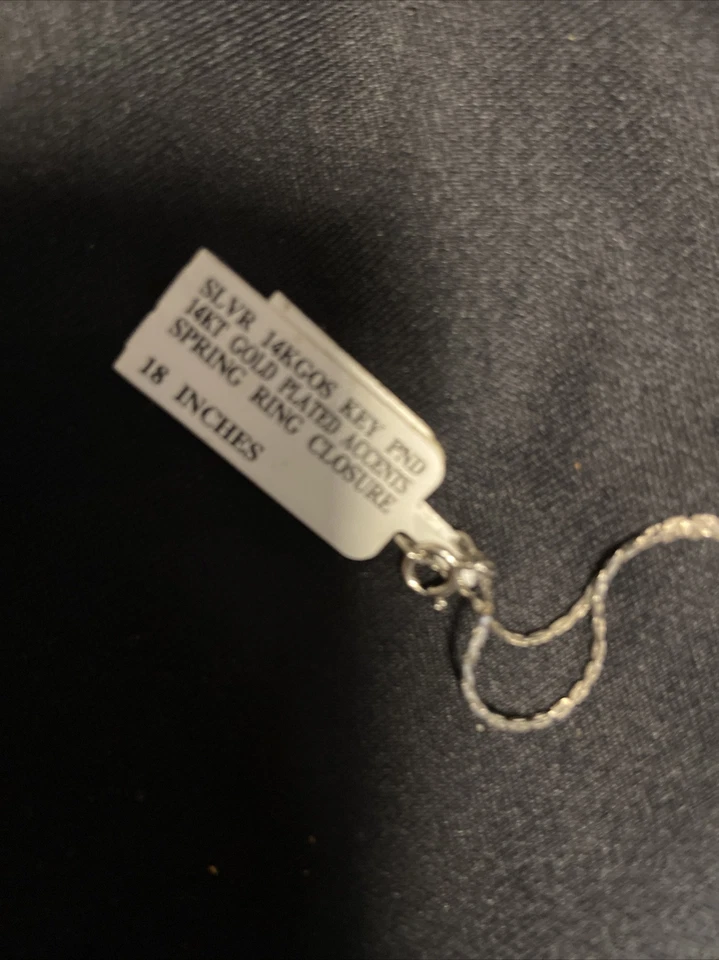 SLVR 14KGOS KEY PND
14KT GOLD PLATED ACCENTS
SPRING RING CLOSURE
18 INCHES